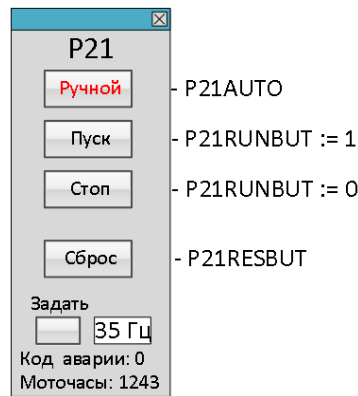 P21
Ручной - P21AUTO
Пуск - P21RUNBUT := 1
Стоп - P21RUNBUT := 0
Сброс - P21RESBUT
Задать
35 Гц
Код аварии: 0
Моточасы: 1243